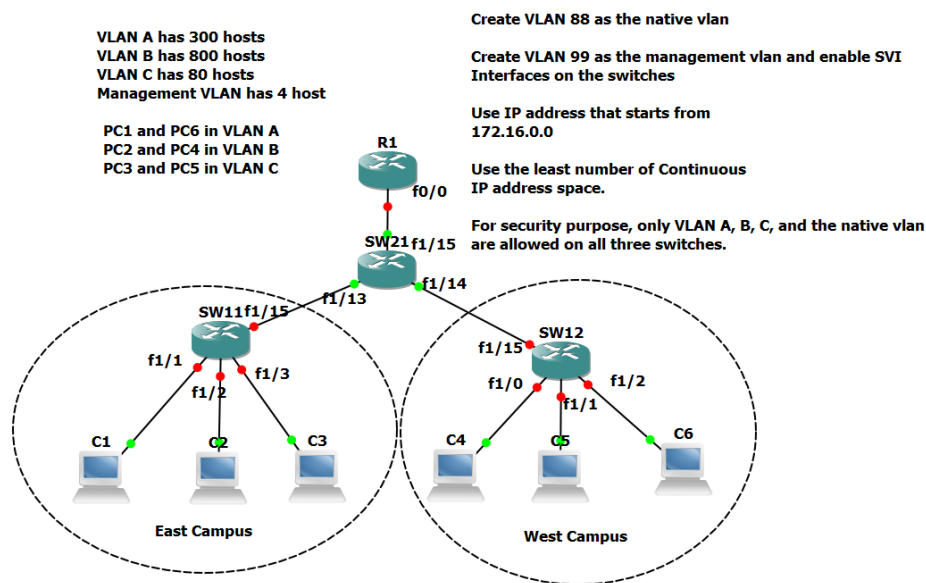 VLAN A has 300 hosts
VLAN B has 800 hosts
VLAN C has 80 hosts
Management VLAN has 4 host
PC1 and PC6 in VLAN A
PC2 and PC4 in VLAN B
PC3 and PC5 in VLAN C
Create VLAN 88 as the native vlan
Create VLAN 99 as the management vlan and enable SVI
Interfaces on the switches
Use IP address that starts from
172.16.0.0
Use the least number of Continuous
IP address space.
For security purpose, only VLAN A, B, C, and the native vlan
are allowed on all three switches.
R1
f0/0
SW21
f1/15
f1/13
f1/14
SW11
f1/15
f1/1
f1/2
f1/3
SW12
f1/15
f1/0
f1/1
f1/2
C1
C2
C3
C4
C5
C6
East Campus
West Campus